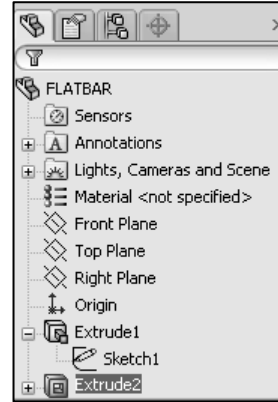 FLATBAR
Sensors
Annotations
Lights, Cameras and Scene
Material <not specified>
Front Plane
Top Plane
Right Plane
Origin
Extrude1
Sketch1
Extrude2